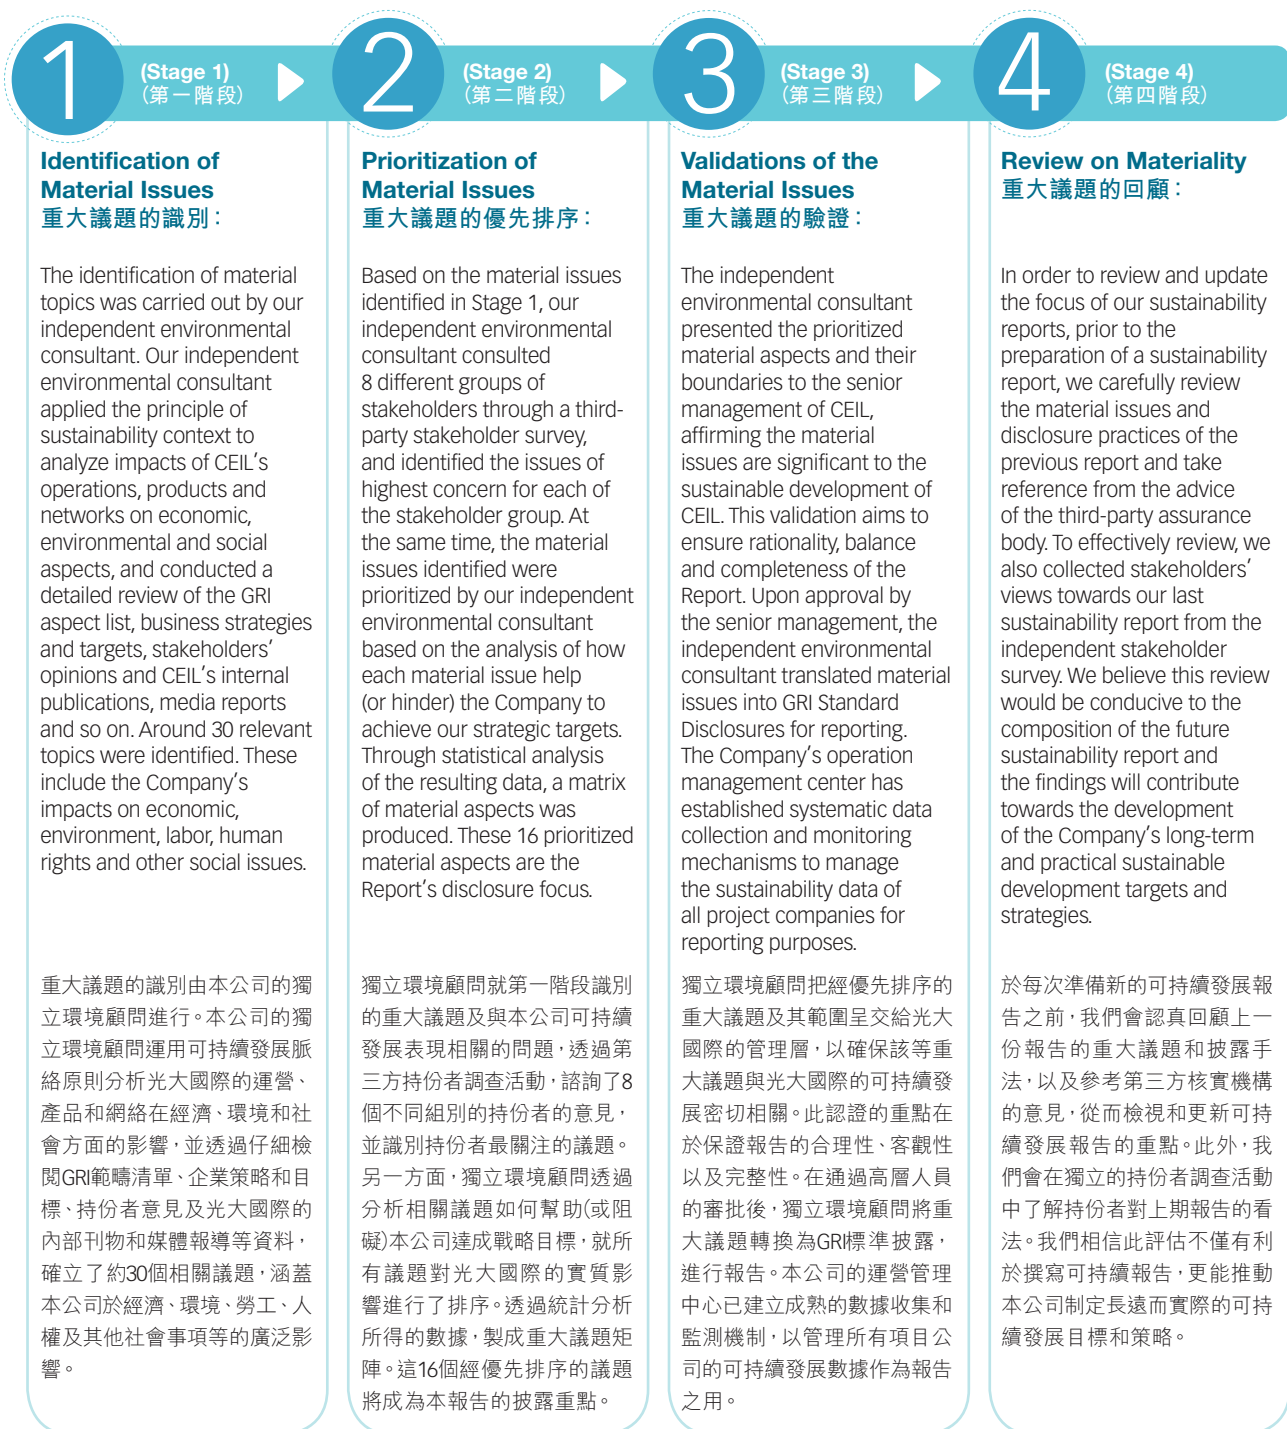 1
(Stage 1)
(第一階段)
Identification of
Material Issues
重大議題的識別：
The identification of material
topics was carried out by our
independent environmental
consultant. Our independent
environmental consultant
applied the principle of
sustainability context to
analyze impacts of CEIL's
operations, products and
networks on economic,
environmental and social
aspects, and conducted a
detailed review of the GRI
aspect list, business strategies
and targets, stakeholders'
opinions and CEIL's internal
publications, media reports
and so on. Around 30 relevant
topics were identified. These
include the Company's
impacts on economic,
environment, labor, human
rights and other social issues.
重大議題的識別由本公司的獨
立環境顧問進行。本公司的獨
立環境顧問運用可持續發展脈
絡原則分析光大國際的運營、
產品和網絡在經濟、環境和社
會方面的影響，並透過仔細檢
閱GRI範疇清單、企業策略和目
標、持份者意見及光大國際的
內部刊物和媒體報導等資料，
確立了約30個相關議題，涵蓋
本公司於經濟、環境、勞工、人
權及其他社會事項等的廣泛影
響。
2
(Stage 2)
(第二階段)
Prioritization of
Material Issues
重大議題的優先排序：
Based on the material issues
identified in Stage 1, our
independent environmental
consultant consulted
8 different groups of
stakeholders through a third-
party stakeholder survey,
and identified the issues of
highest concern for each of
the stakeholder group. At
the same time, the material
issues identified were
prioritized by our independent
environmental consultant
based on the analysis of how
each material issue help
(or hinder) the Company to
achieve our strategic targets.
Through statistical analysis
of the resulting data, a matrix
of material aspects was
produced. These 16 prioritized
material aspects are the
Report's disclosure focus.
獨立環境顧問就第一階段識別
的重大議題及與本公司可持續
發展表現相關的問題，透過第
三方持份者調查活動，諮詢了8
個不同組別的持份者的意見，
並識別持份者最關注的議題。
另一方面，獨立環境顧問透過
分析相關議題如何幫助(或阻
礙)本公司達成戰略目標，就所
有議題對光大國際的實質影
響進行了排序。透過統計分析
所得的數據，製成重大議題矩
陣。這16個經優先排序的議題
將成為本報告的披露重點。
3
(Stage 3)
(第三階段)
Validations of the
Material Issues
重大議題的驗證：
The independent
environmental consultant
presented the prioritized
material aspects and their
boundaries to the senior
management of CEIL,
affirming the material
issues are significant to the
sustainable development of
CEIL. This validation aims to
ensure rationality, balance
and completeness of the
Report. Upon approval by
the senior management, the
independent environmental
consultant translated material
issues into GRI Standard
Disclosures for reporting.
The Company's operation
management center has
established systematic data
collection and monitoring
mechanisms to manage
the sustainability data of
all project companies for
reporting purposes.
獨立環境顧問把經優先排序的
重大議題及其範圍呈交給光大
國際的管理層，以確保該等重
大議題與光大國際的可持續發
展密切相關。此認證的重點在
於保證報告的合理性、客觀性
以及完整性。在通過高層人員
的審批後，獨立環境顧問將重
大議題轉換為GRI標準披露，
進行報告。本公司的運營管理
中心已建立成熟的數據收集和
監測機制，以管理所有項目公
司的可持續發展數據作為報告
之用。
4
(Stage 4)
(第四階段)
Review on Materiality
重大議題的回顧：
In order to review and update
the focus of our sustainability
reports, prior to the
preparation of a sustainability
report, we carefully review
the material issues and
disclosure practices of the
previous report and take
reference from the advice
of the third-party assurance
body. To effectively review, we
also collected stakeholders'
views towards our last
sustainability report from the
independent stakeholder
survey. We believe this review
would be conducive to the
composition of the future
sustainability report and
the findings will contribute
towards the development
of the Company's long-term
and practical sustainable
development targets and
strategies.
於每次準備新的可持續發展報
告之前，我們會認真回顧上一
份報告的重大議題和披露手
法，以及參考第三方核實機構
的意見，從而檢視和更新可持
續發展報告的重點。此外，我
們會在獨立的持份者調查活動
中了解持份者對上期報告的看
法。我們相信此評估不僅有利
於撰寫可持續報告，更能推動
本公司制定長遠而實際的可持
續發展目標和策略。